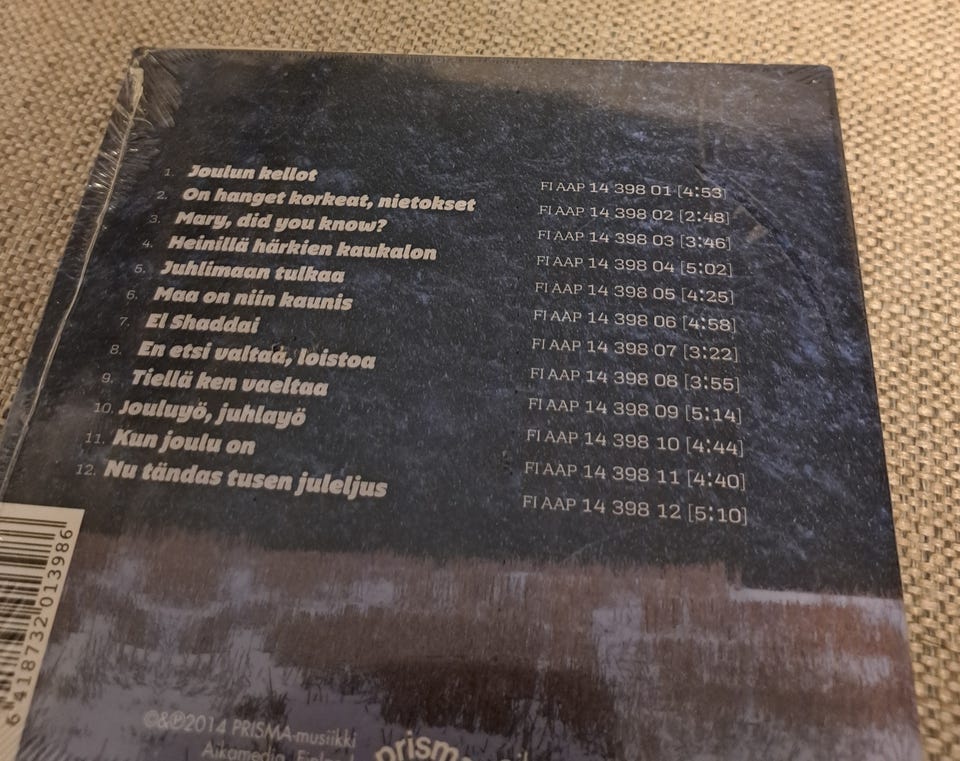 1. Joulun kellot FI AAP 14 398 01 [4:53]
2. On hanget korkeat, nietokset FI AAP 14 398 02 [2:48]
3. Mary, did you know? FI AAP 14 398 03 [3:46]
4. Heinillä härkien kaukalon FI AAP 14 398 04 [5:02]
5. Juhlimaan tulkaa FI AAP 14 398 05 [4:25]
6. Maa on niin kaunis FI AAP 14 398 06 [4:58]
7. El Shaddai FI AAP 14 398 07 [3:22]
8. En etsi valtaa, loistoa FI AAP 14 398 08 [3:55]
9. Tiellä ken vaeltaa FI AAP 14 398 09 [5:14]
10. Jouluyö, juhlayö FI AAP 14 398 10 [4:44]
11. Kun joulu on FI AAP 14 398 11 [4:40]
12. Nu tändas tusen juleljus FI AAP 14 398 12 [5:10]
6 418732 013986
©&℗2014 PRISMA-musiikki
Aikamedia, Finland